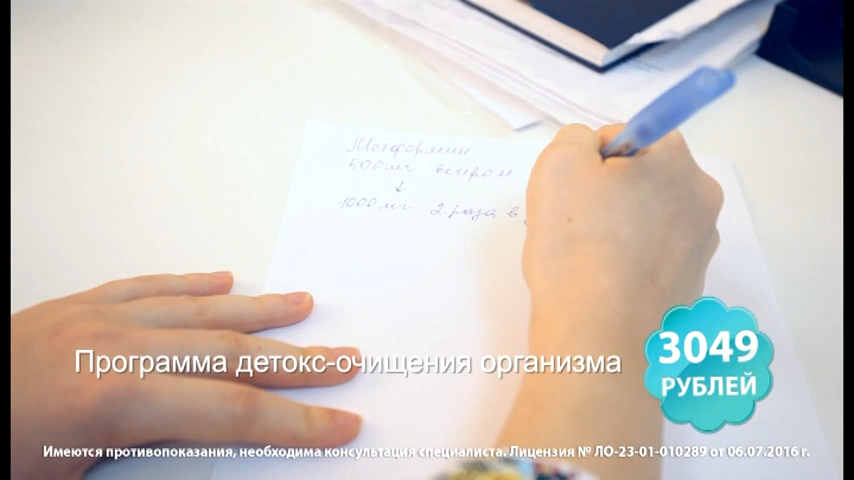 Метформин
500мг вечером
↓
1000мг 2 раза в
Программа детокс-очищения организма
3049
РУБЛЕЙ
Имеются противопоказания, необходима консультация специалиста. Лицензия № ЛО-23-01-010289 от 06.07.2016 г.